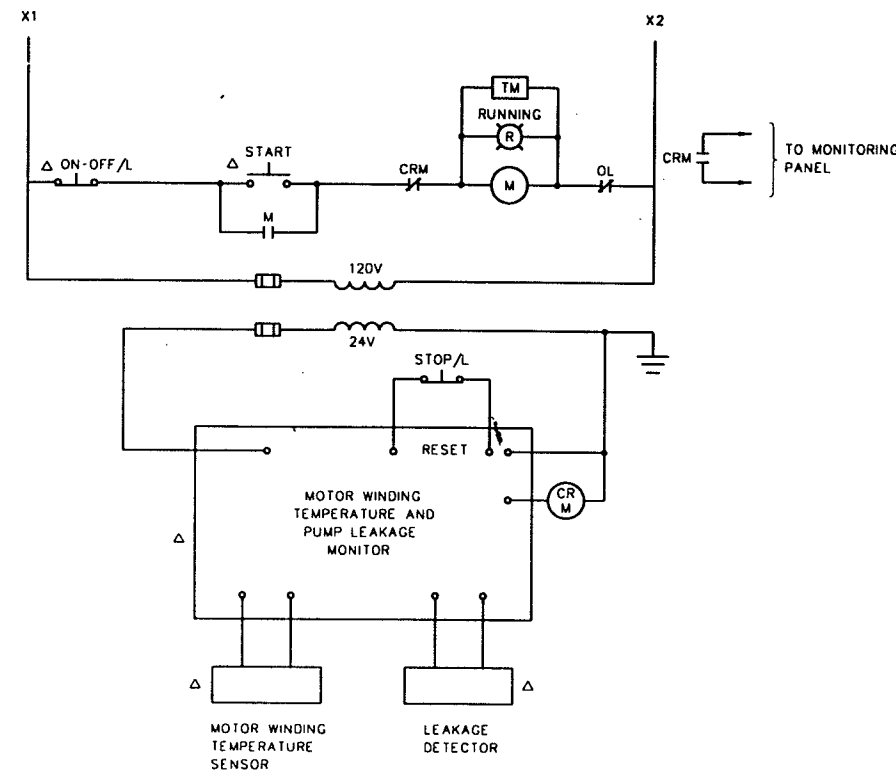 X1
X2
TM
RUNNING
R
△ ON-OFF/L
△ START
CRM
M
OL
M
CRM
TO MONITORING
PANEL
120V
24V
STOP/L
RESET
MOTOR WINDING
TEMPERATURE AND
PUMP LEAKAGE
MONITOR
CR
M
△
△
△
MOTOR WINDING
TEMPERATURE
SENSOR
LEAKAGE
DETECTOR